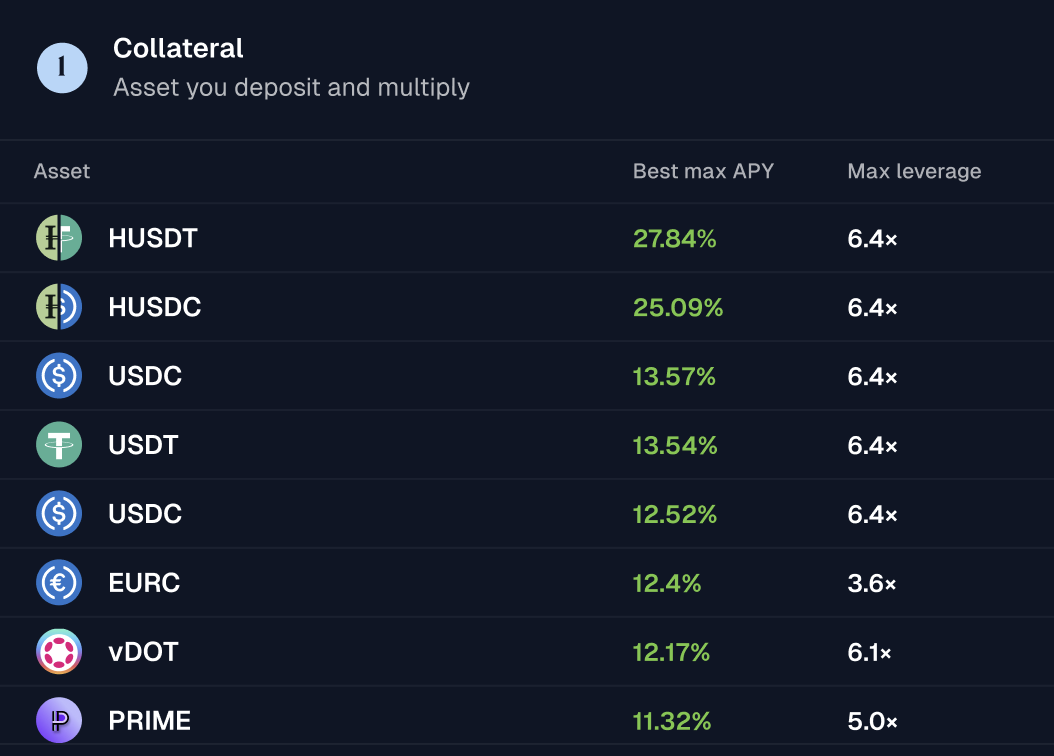 1
Collateral
Asset you deposit and multiply
Asset Best max APY Max leverage
HUSDT 27.84% 6.4×
HUSDC 25.09% 6.4×
USDC 13.57% 6.4×
USDT 13.54% 6.4×
USDC 12.52% 6.4×
EURC 12.4% 3.6×
vDOT 12.17% 6.1×
PRIME 11.32% 5.0×